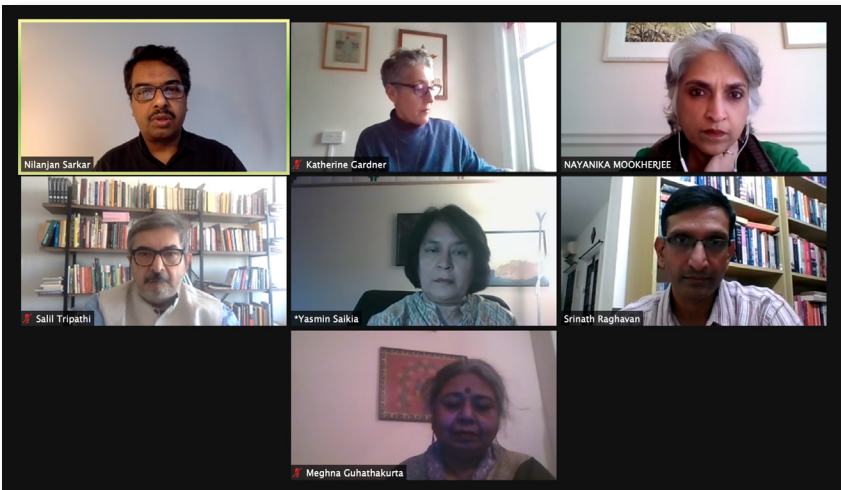 Nilanjan Sarkar
Katherine Gardner
NAYANIKA MOOKHERJEE
Salil Tripathi
*Yasmin Saikia
Srinath Raghavan
Meghna Guhathakurta